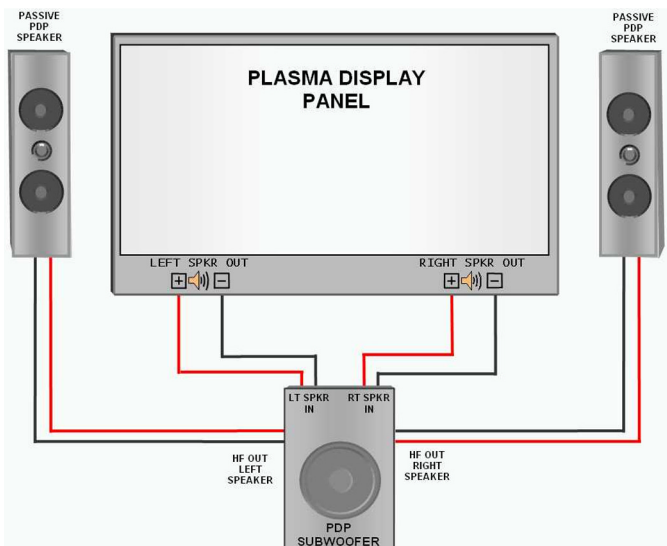 PASSIVE
PDP
SPEAKER
PASSIVE
PDP
SPEAKER
PLASMA DISPLAY
PANEL
LEFT SPKR OUT
RIGHT SPKR OUT
+ −
+ −
LT SPKR
IN
RT SPKR
IN
HF OUT
LEFT
SPEAKER
HF OUT
RIGHT
SPEAKER
PDP
SUBWOOFER